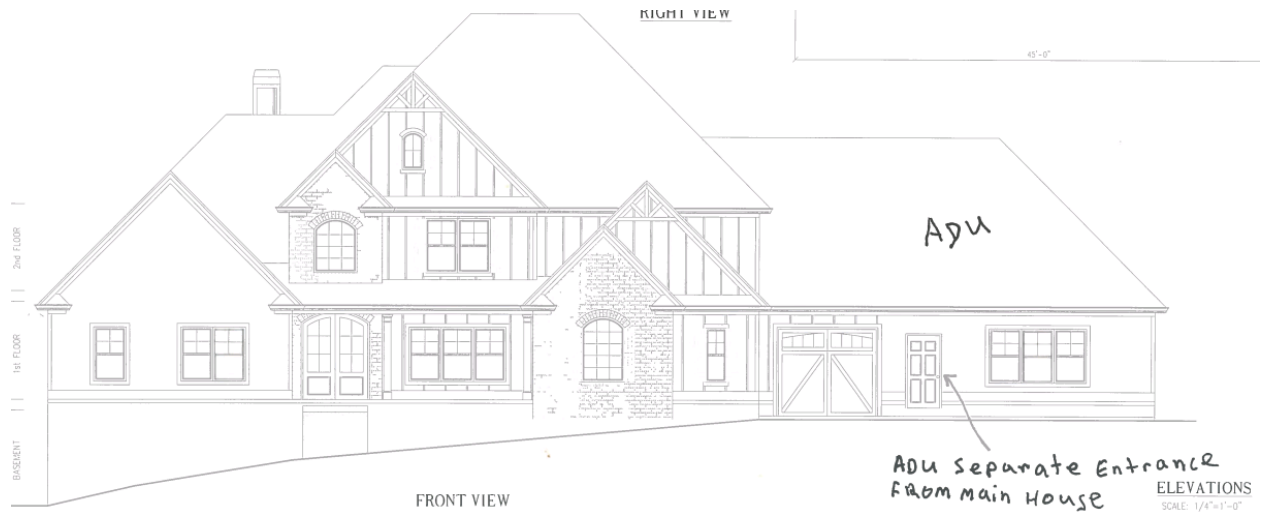 RIGHT VIEW
45'-0"
ADU
2nd FLOOR
1st FLOOR
BASEMENT
ADU Separate Entrance
From Main House
FRONT VIEW
ELEVATIONS
SCALE: 1/4"=1'-0"